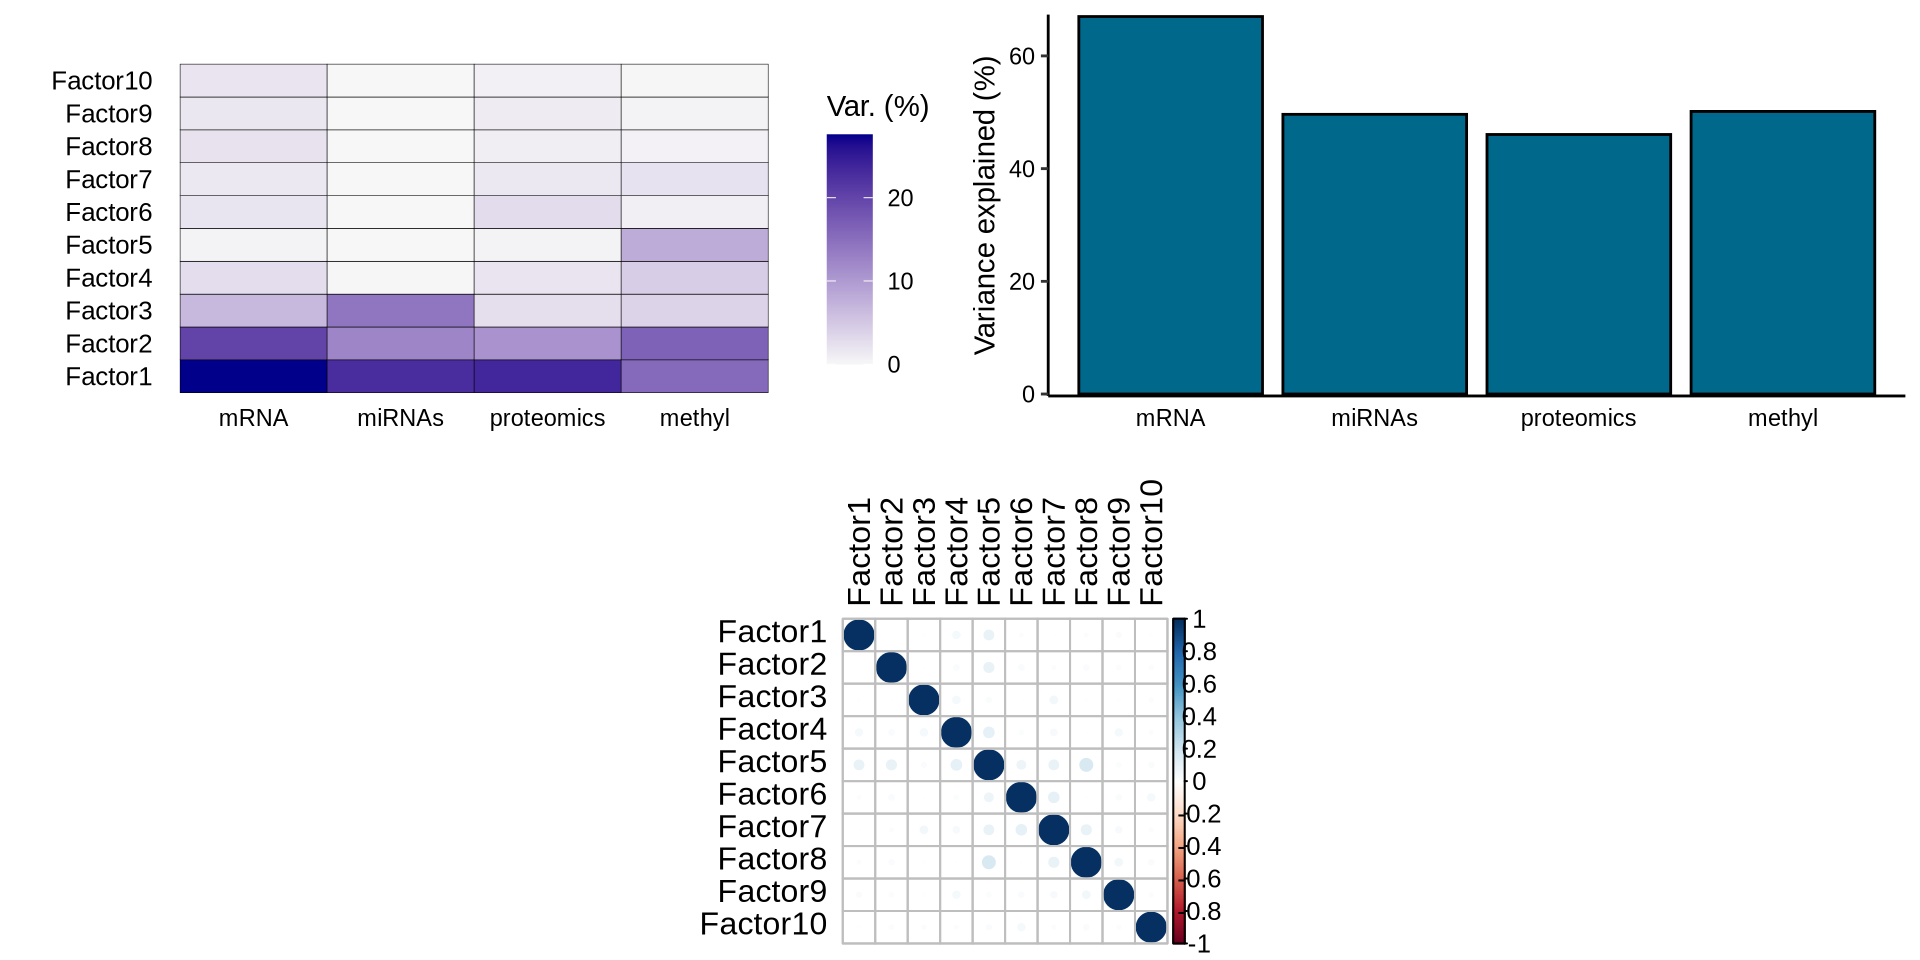 Factor10
Factor9
Factor8
Factor7
Factor6
Factor5
Factor4
Factor3
Factor2
Factor1
mRNA miRNAs proteomics methyl
Var. (%)
20
10
0
Variance explained (%)
60
40
20
0
mRNA miRNAs proteomics methyl
Factor1 Factor2 Factor3 Factor4 Factor5 Factor6 Factor7 Factor8 Factor9 Factor10
Factor1
Factor2
Factor3
Factor4
Factor5
Factor6
Factor7
Factor8
Factor9
Factor10
1
0.8
0.6
0.4
0.2
0
-0.2
-0.4
-0.6
-0.8
-1